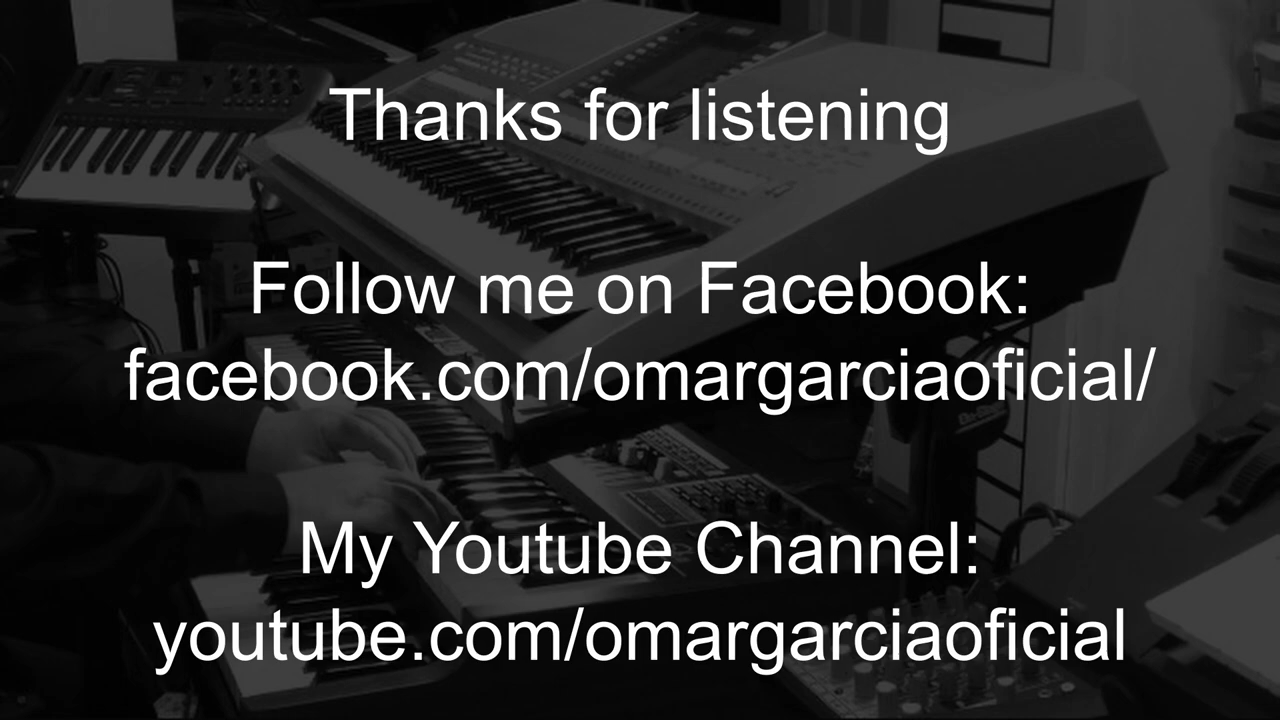 Thanks for listening
Follow me on Facebook:
facebook.com/omargarciaoficial/
My Youtube Channel:
youtube.com/omargarciaoficial